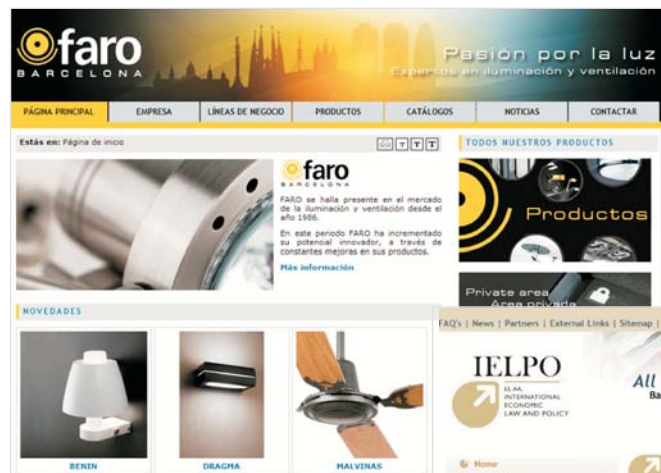 faro
BARCELONA
Pasión por la luz
Expertos en iluminación y ventilación
PÁGINA PRINCIPAL
EMPRESA
LÍNEAS DE NEGOCIO
PRODUCTOS
CATÁLOGOS
NOTICIAS
CONTACTAR
Estás en: Página de inicio
T T T
TODOS NUESTROS PRODUCTOS
faro
BARCELONA
FARO se halla presente en el mercado
de la iluminación y ventilación desde el
año 1986.
En este periodo FARO ha incrementado
su potencial innovador, a través de
constantes mejoras en sus productos.
Más información
Productos
Private area
Area privada
NOVEDADES
BENIN
DRAGMA
MALVINAS
FAQ's | News | Partners | External Links | Sitemap |
IELPO
LL.M.
INTERNATIONAL
ECONOMIC
LAW AND POLICY
All
Ba
Home